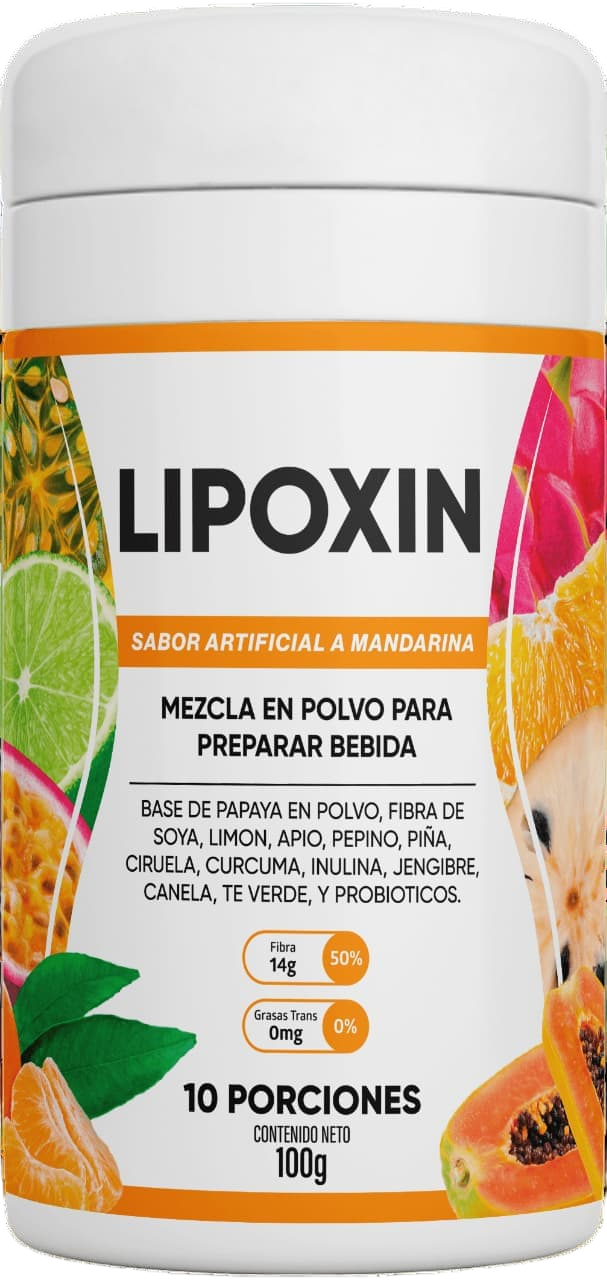 LIPOXIN
SABOR ARTIFICIAL A MANDARINA
MEZCLA EN POLVO PARA
PREPARAR BEBIDA
BASE DE PAPAYA EN POLVO, FIBRA DE
SOYA, LIMON, APIO, PEPINO, PIÑA,
CIRUELA, CURCUMA, INULINA, JENGIBRE,
CANELA, TE VERDE, Y PROBIOTICOS.
Fibra
14g
50%
Grasas Trans
0mg
0%
10 PORCIONES
CONTENIDO NETO
100g